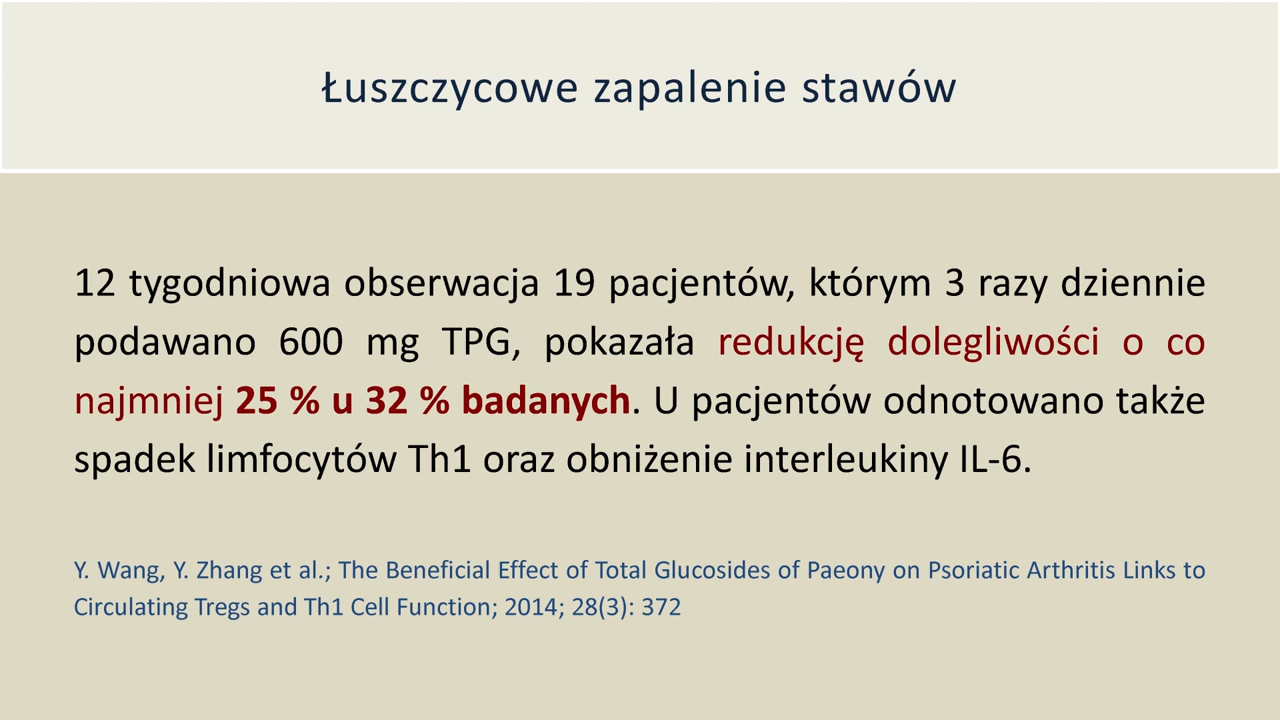 Łuszczycowe zapalenie stawów
12 tygodniowa obserwacja 19 pacjentów, którym 3 razy dziennie
podawano 600 mg TPG, pokazała redukcję dolegliwości o co
najmniej 25 % u 32 % badanych. U pacjentów odnotowano także
spadek limfocytów Th1 oraz obniżenie interleukiny IL-6.
Y. Wang, Y. Zhang et al.; The Beneficial Effect of Total Glucosides of Paeony on Psoriatic Arthritis Links to
Circulating Tregs and Th1 Cell Function; 2014; 28(3): 372